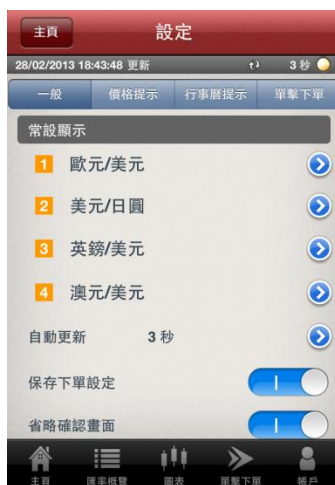 主頁
設定
28/02/2013 18:43:48 更新 3 秒
一般 價格提示 行事曆提示 單擊下單
常設顯示
1 歐元/美元
2 美元/日圓
3 英鎊/美元
4 澳元/美元
自動更新 3 秒
保存下單設定
省略確認畫面
主頁 匯率概覽 圖表 單擊下單 帳戶